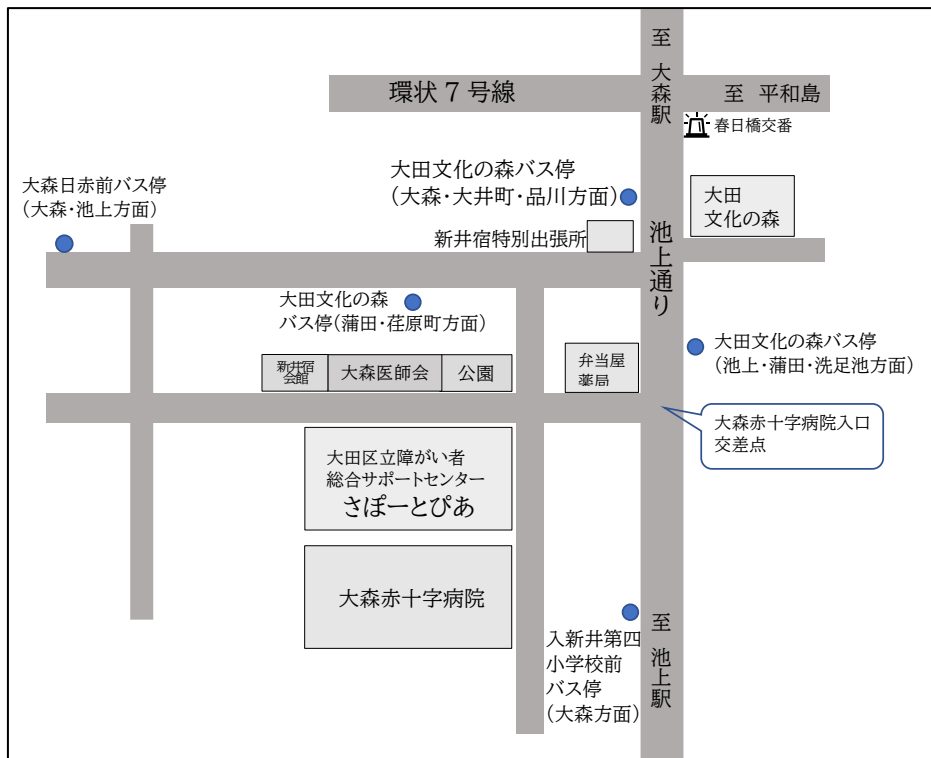 至 大森駅
環状7号線
至 平和島
春日橋交番
大森日赤前バス停
(大森・池上方面)
大田文化の森バス停
(大森・大井町・品川方面)
大田
文化の森
新井宿特別出張所
池上通り
大田文化の森
バス停(蒲田・荏原町方面)
大田文化の森バス停
(池上・蒲田・洗足池方面)
新井宿
会館
大森医師会
公園
弁当屋
薬局
大森赤十字病院入口
交差点
大田区立障がい者
総合サポートセンター
さぽーとぴあ
大森赤十字病院
入新井第四
小学校前
バス停
(大森方面)
至 池上駅